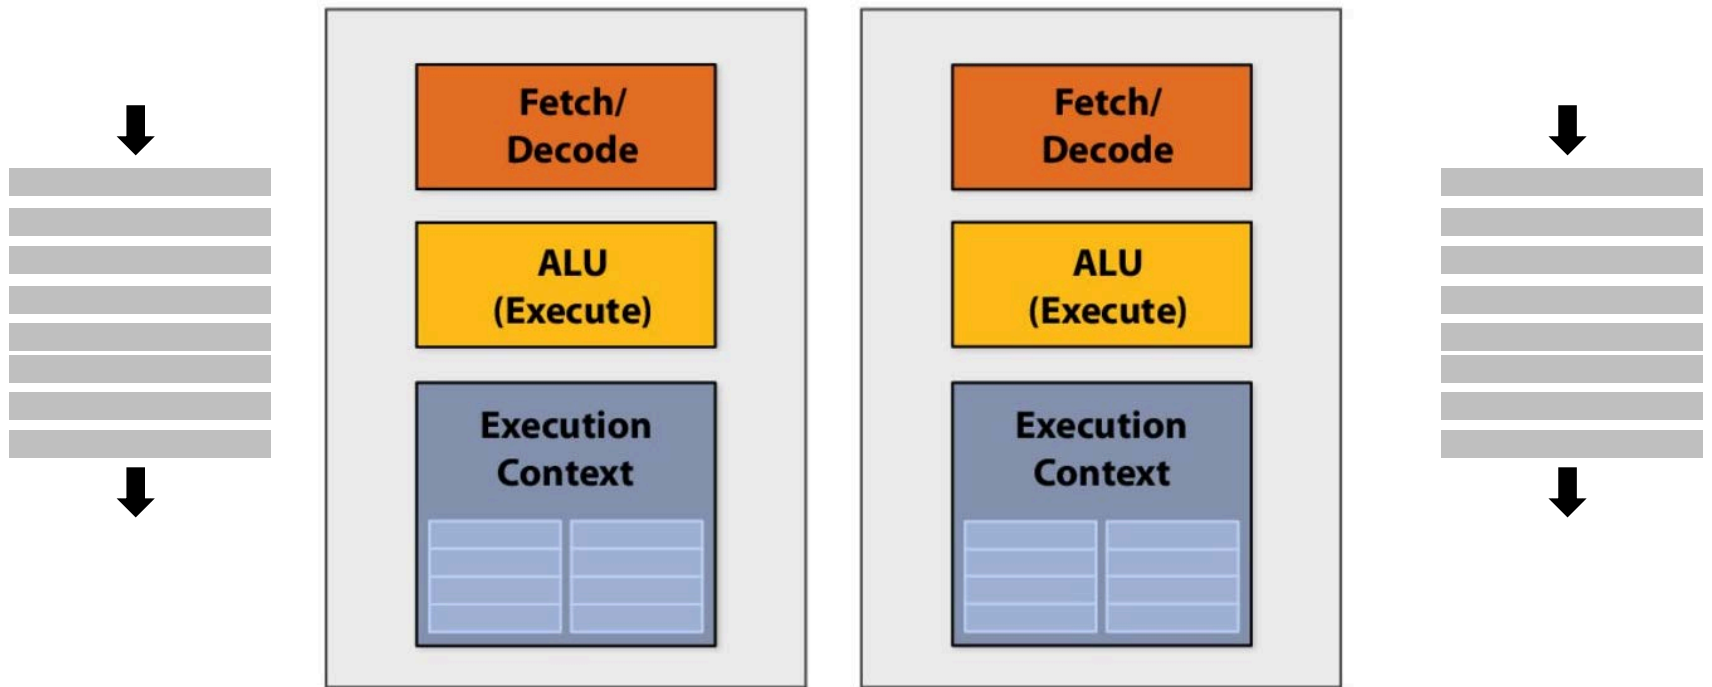 Fetch/
Decode
ALU
(Execute)
Execution
Context
Fetch/
Decode
ALU
(Execute)
Execution
Context